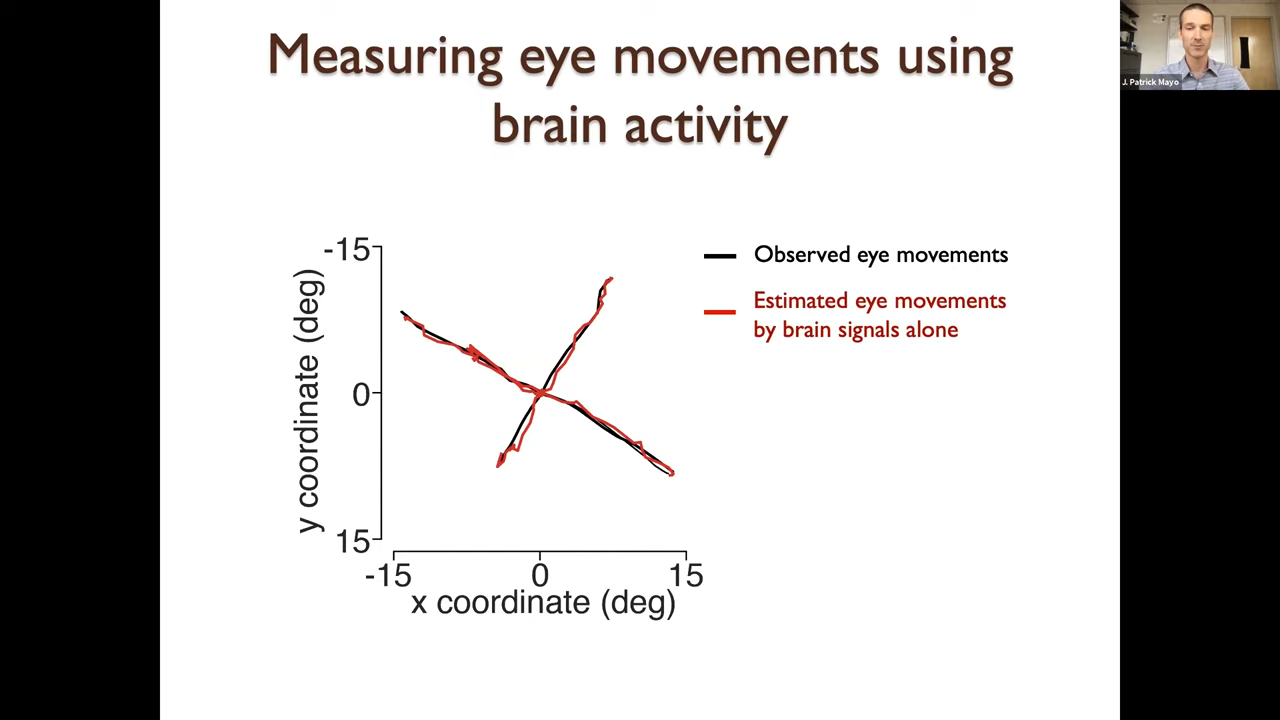 Measuring eye movements using
brain activity
J. Patrick Mayo
-15
0
15
y coordinate (deg)
-15 0 15
x coordinate (deg)
Observed eye movements
Estimated eye movements
by brain signals alone